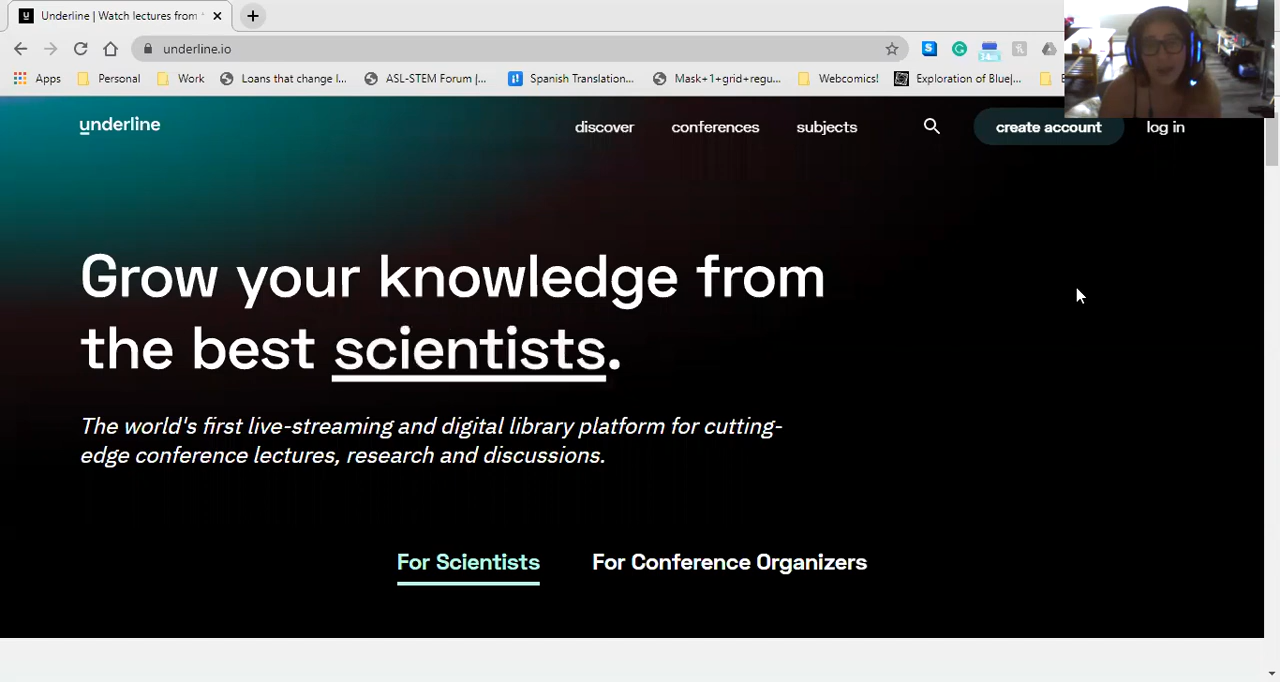 Underline | Watch lectures from
underline.io
Apps Personal Work Loans that change l... ASL-STEM Forum |... Spanish Translation... Mask+1+grid+regu... Webcomics! Exploration of Blue|...
underline discover conferences subjects create account log in
Grow your knowledge from
the best scientists.
The world's first live-streaming and digital library platform for cutting-
edge conference lectures, research and discussions.
For Scientists For Conference Organizers